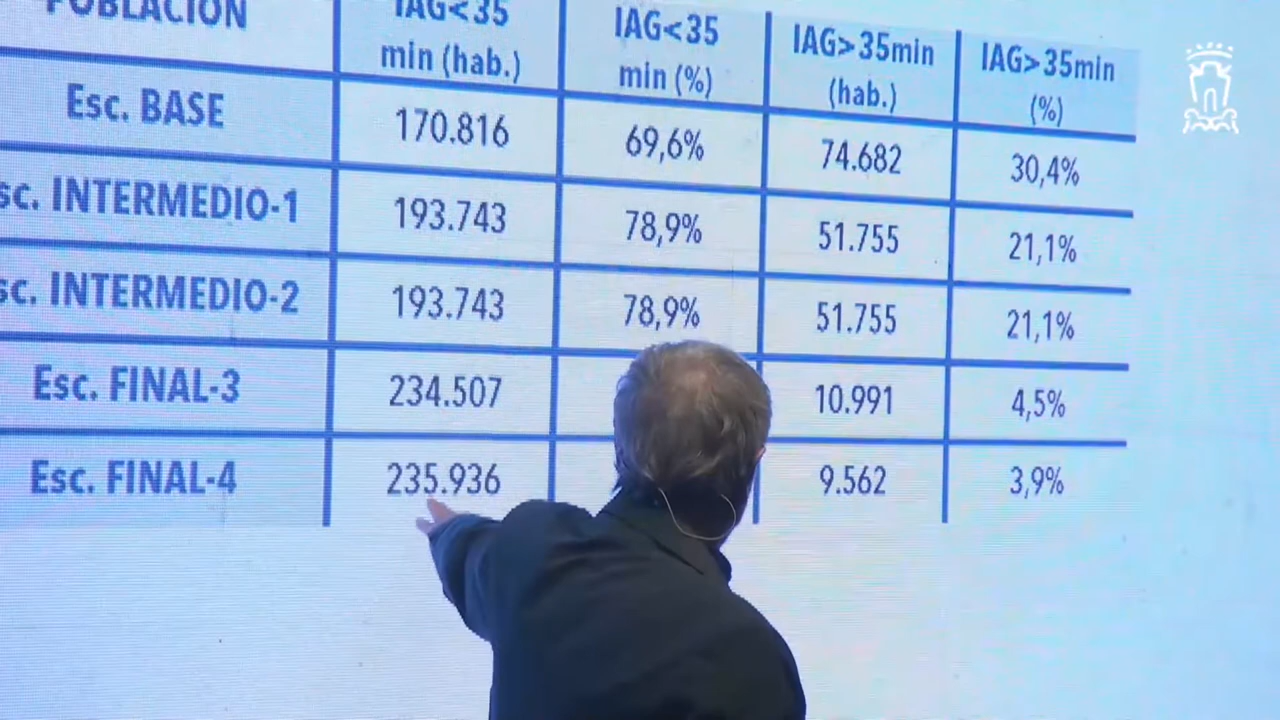 POBLACIÓN IAG<35 min (hab.) IAG<35 min (%) IAG>35min (hab.) IAG>35min (%)
Esc. BASE 170.816 69,6% 74.682 30,4%
sc. INTERMEDIO-1 193.743 78,9% 51.755 21,1%
sc. INTERMEDIO-2 193.743 78,9% 51.755 21,1%
Esc. FINAL-3 234.507 10.991 4,5%
Esc. FINAL-4 235.936 9.562 3,9%